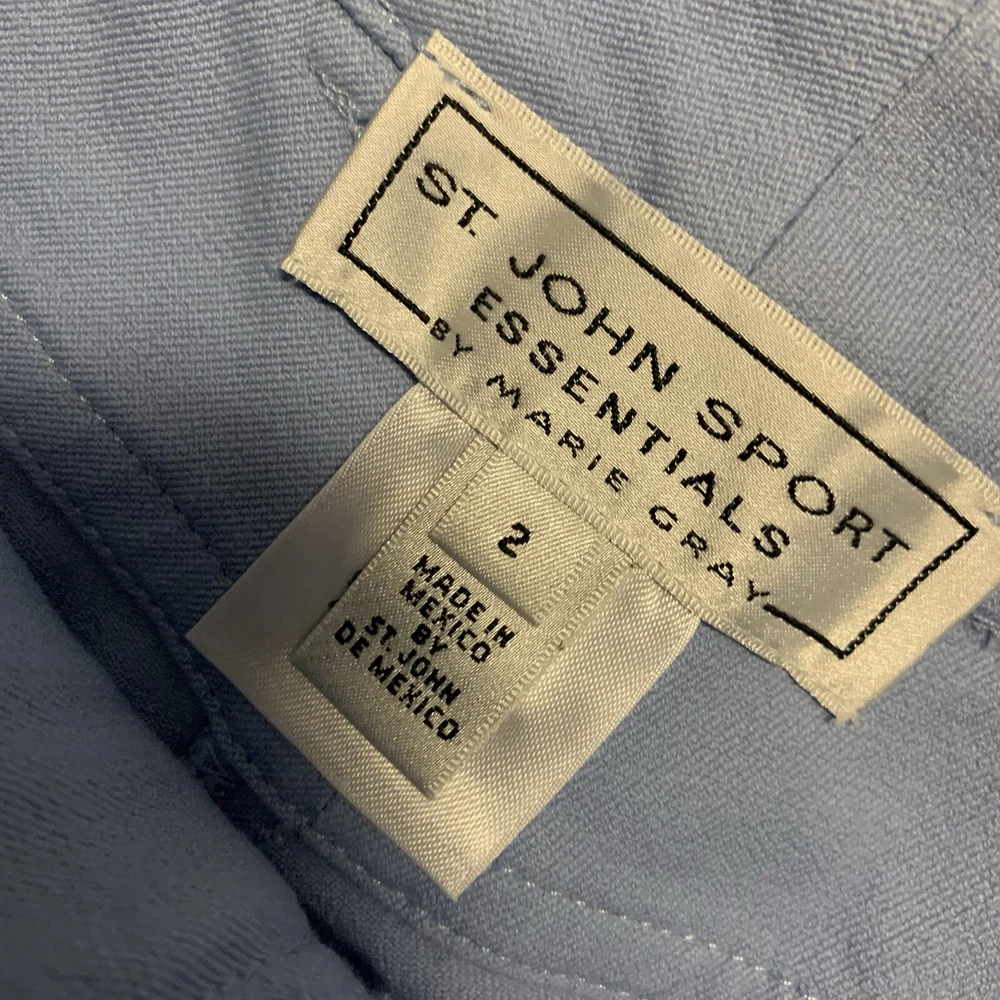 ST. JOHN SPORT
ESSENTIALS
BY MARIE GRAY
2
MADE IN
MEXICO
BY
ST. JOHN
DE MEXICO